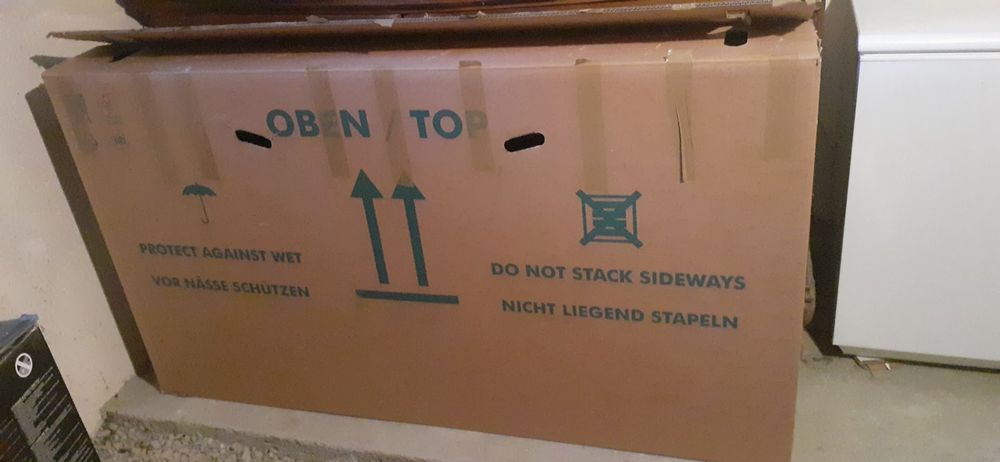 OBEN / TOP
PROTECT AGAINST WET
VOR NÄSSE SCHÜTZEN
DO NOT STACK SIDEWAYS
NICHT LIEGEND STAPELN